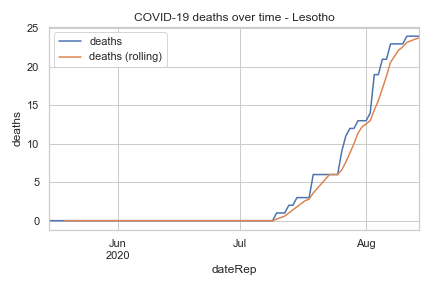 COVID-19 deaths over time - Lesotho
deaths
deaths (rolling)
25
20
15
10
5
0
deaths
Jun
2020
Jul
Aug
dateRep